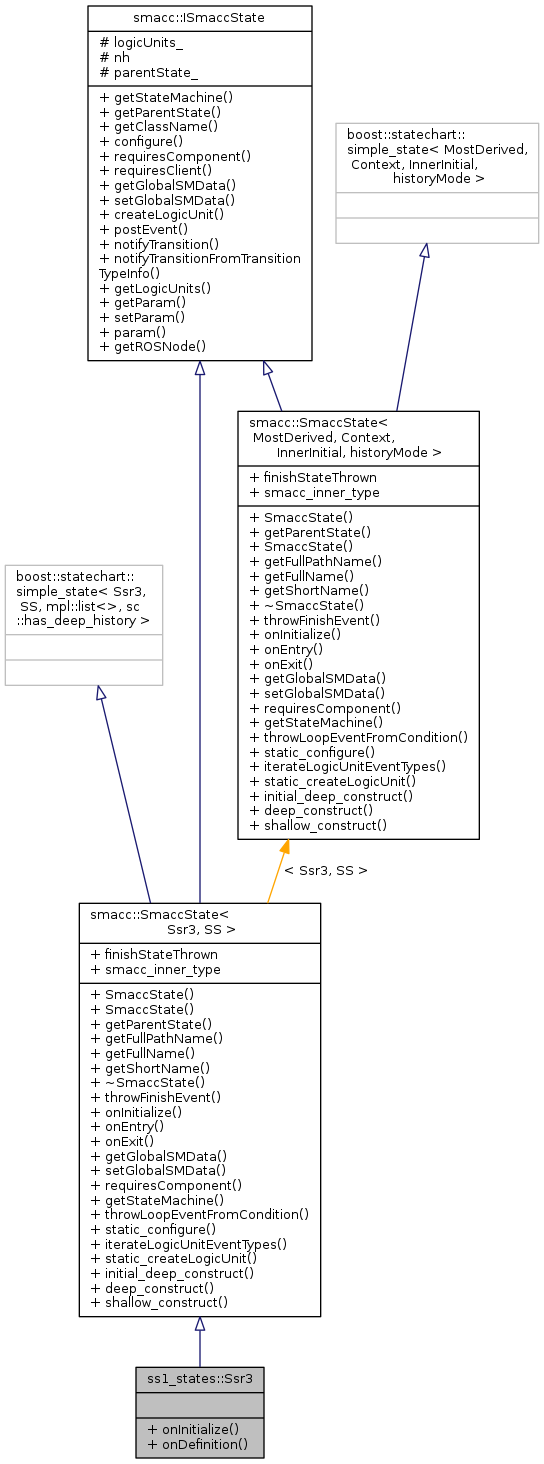 smacc::ISmaccState
# logicUnits_
# nh
# parentState_
+ getStateMachine()
+ getParentState()
+ getClassName()
+ configure()
+ requiresComponent()
+ requiresClient()
+ getGlobalSMData()
+ setGlobalSMData()
+ createLogicUnit()
+ postEvent()
+ notifyTransition()
+ notifyTransitionFromTransition
TypeInfo()
+ getLogicUnits()
+ getParam()
+ setParam()
+ param()
+ getROSNode()
boost::statechart::
simple_state< MostDerived,
Context, InnerInitial,
historyMode >
smacc::SmaccState<
MostDerived, Context,
InnerInitial, historyMode >
+ finishStateThrown
+ smacc_inner_type
+ SmaccState()
+ getParentState()
+ SmaccState()
+ getFullPathName()
+ getFullName()
+ getShortName()
+ ~SmaccState()
+ throwFinishEvent()
+ onInitialize()
+ onEntry()
+ onExit()
+ getGlobalSMData()
+ setGlobalSMData()
+ requiresComponent()
+ getStateMachine()
+ throwLoopEventFromCondition()
+ static_configure()
+ iterateLogicUnitEventTypes()
+ static_createLogicUnit()
+ initial_deep_construct()
+ deep_construct()
+ shallow_construct()
boost::statechart::
simple_state< Ssr3,
SS, mpl::list<>, sc
::has_deep_history >
< Ssr3, SS >
smacc::SmaccState<
Ssr3, SS >
+ finishStateThrown
+ smacc_inner_type
+ SmaccState()
+ SmaccState()
+ getParentState()
+ getFullPathName()
+ getFullName()
+ getShortName()
+ ~SmaccState()
+ throwFinishEvent()
+ onInitialize()
+ onEntry()
+ onExit()
+ getGlobalSMData()
+ setGlobalSMData()
+ requiresComponent()
+ getStateMachine()
+ throwLoopEventFromCondition()
+ static_configure()
+ iterateLogicUnitEventTypes()
+ static_createLogicUnit()
+ initial_deep_construct()
+ deep_construct()
+ shallow_construct()
ss1_states::Ssr3
+ onInitialize()
+ onDefinition()